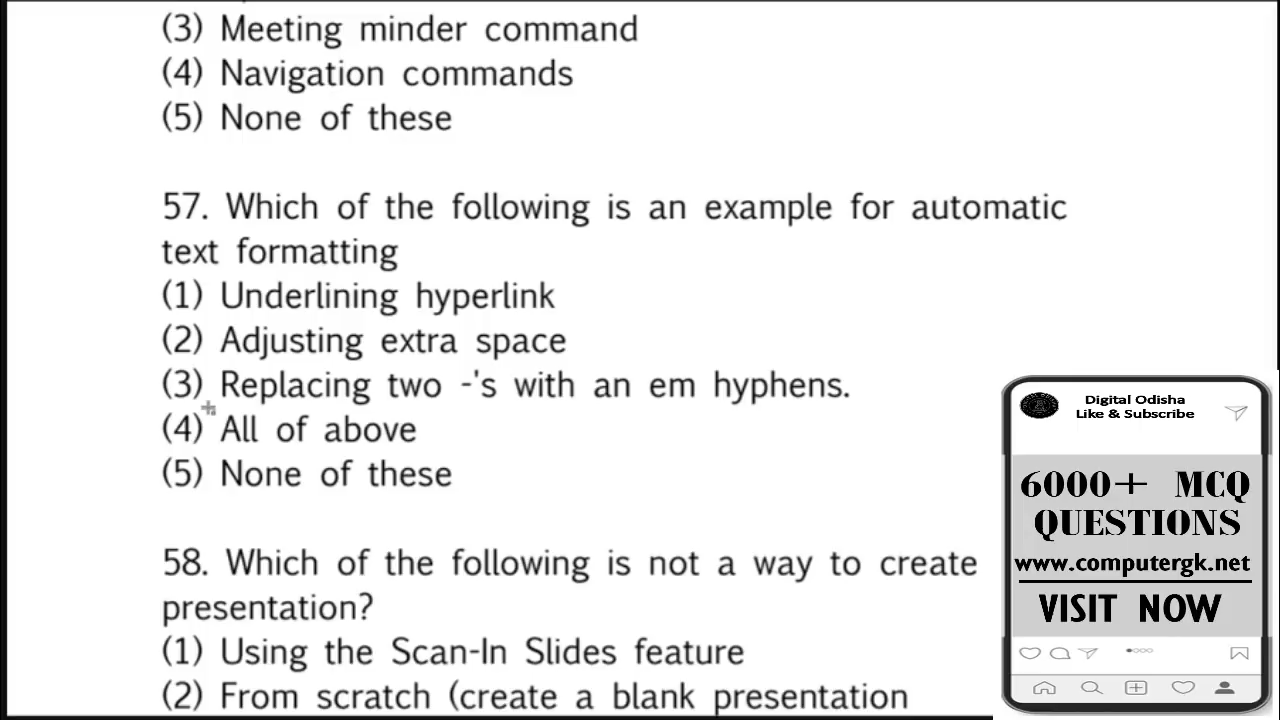 (3) Meeting minder command
(4) Navigation commands
(5) None of these
57. Which of the following is an example for automatic
text formatting
(1) Underlining hyperlink
(2) Adjusting extra space
(3) Replacing two -'s with an em hyphens.
(4) All of above
(5) None of these
58. Which of the following is not a way to create
presentation?
(1) Using the Scan-In Slides feature
(2) From scratch (create a blank presentation
Digital Odisha
Like & Subscribe
6000+ MCQ
QUESTIONS
www.computergk.net
VISIT NOW